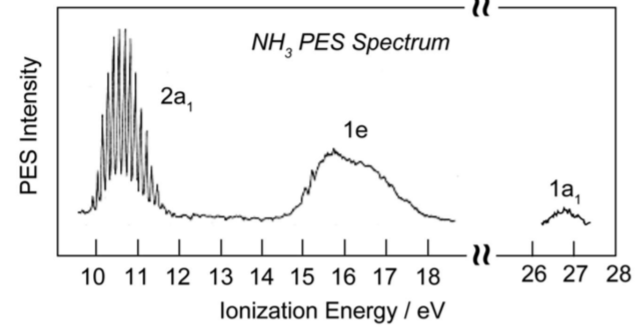 NH₃ PES Spectrum
2a₁
1e
1a₁
PES Intensity
10 11 12 13 14 15 16 17 18 26 27 28
Ionization Energy / eV